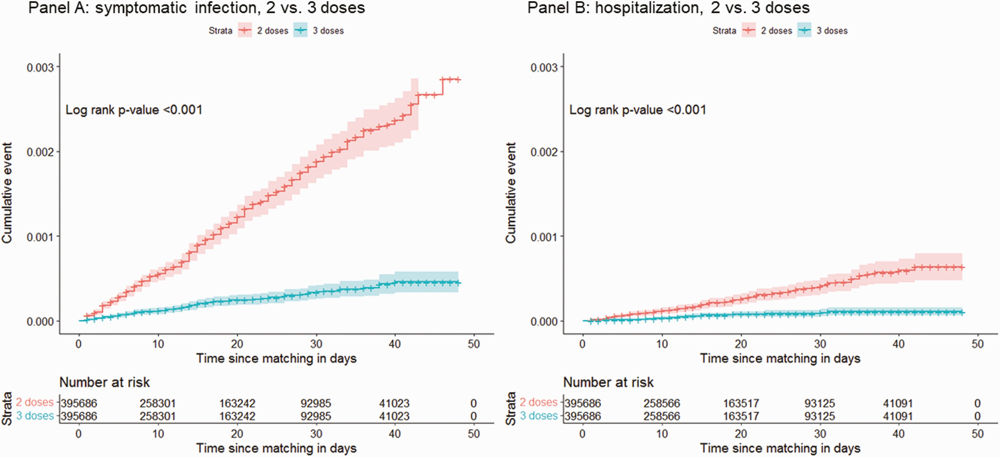 Panel A: symptomatic infection, 2 vs. 3 doses
Strata 2 doses 3 doses
0.003
0.002
0.001
0.000
Cumulative event
Log rank p-value <0.001
0 10 20 30 40 50
Time since matching in days
Number at risk
Strata
2 doses 395686 258301 163242 92985 41023 0
3 doses 395686 258301 163242 92985 41023 0
0 10 20 30 40 50
Time since matching in days
Panel B: hospitalization, 2 vs. 3 doses
Strata 2 doses 3 doses
0.003
0.002
0.001
0.000
Cumulative event
Log rank p-value <0.001
0 10 20 30 40 50
Time since matching in days
Number at risk
Strata
2 doses 395686 258566 163517 93125 41091 0
3 doses 395686 258566 163517 93125 41091 0
0 10 20 30 40 50
Time since matching in days